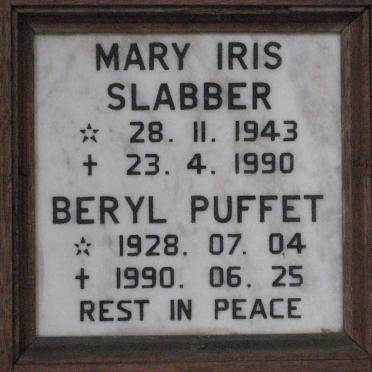 MARY IRIS
SLABBER
☆ 28. 11. 1943
✝ 23. 4. 1990
BERYL PUFFET
☆ 1928. 07. 04
✝ 1990. 06. 25
REST IN PEACE